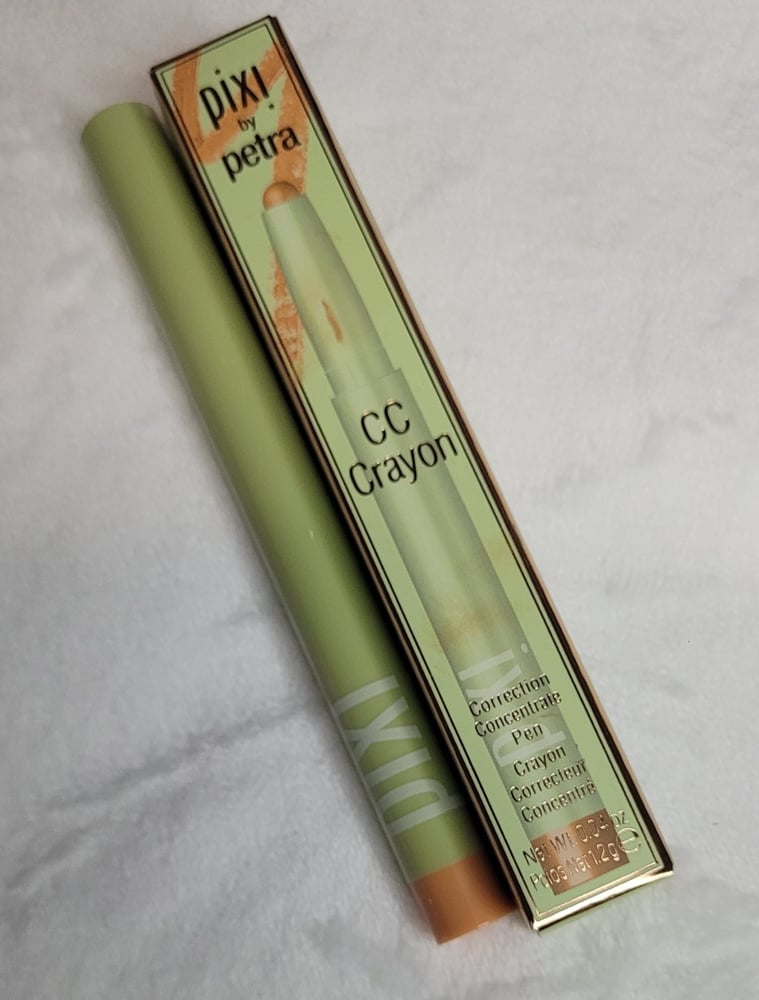 pixi
by
petra
CC
Crayon
pixi
Correction
Concentrate
Pen
Crayon
Correcteur
Concentré
Net Wt. 0.04 oz
Poids Net 1.2g ℮
pixi